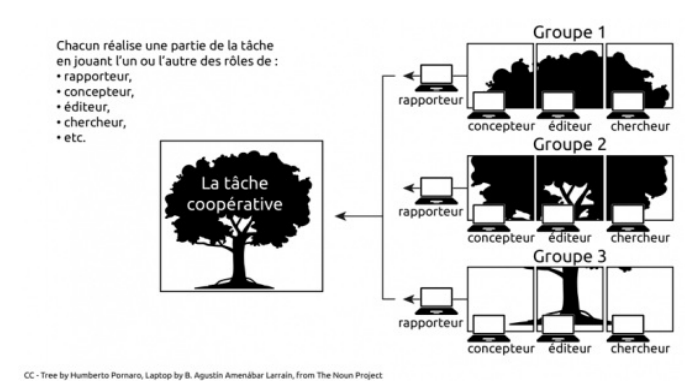 Chacun réalise une partie de la tâche
en jouant l'un ou l'autre des rôles de :
• rapporteur,
• concepteur,
• éditeur,
• chercheur,
• etc.
La tâche
coopérative
Groupe 1
rapporteur
concepteur éditeur chercheur
Groupe 2
rapporteur
concepteur éditeur chercheur
Groupe 3
rapporteur
concepteur éditeur chercheur
CC - Tree by Humberto Pornaro, Laptop by B. Agustín Amenábar Larraín, from The Noun Project